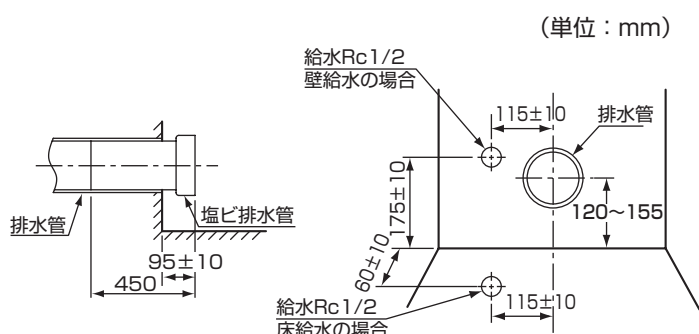 （単位：mm）
給水Rc1/2
壁給水の場合
115±10
排水管
175±10
120～155
60±10
給水Rc1/2
床給水の場合
115±10
排水管
塩ビ排水管
95±10
450